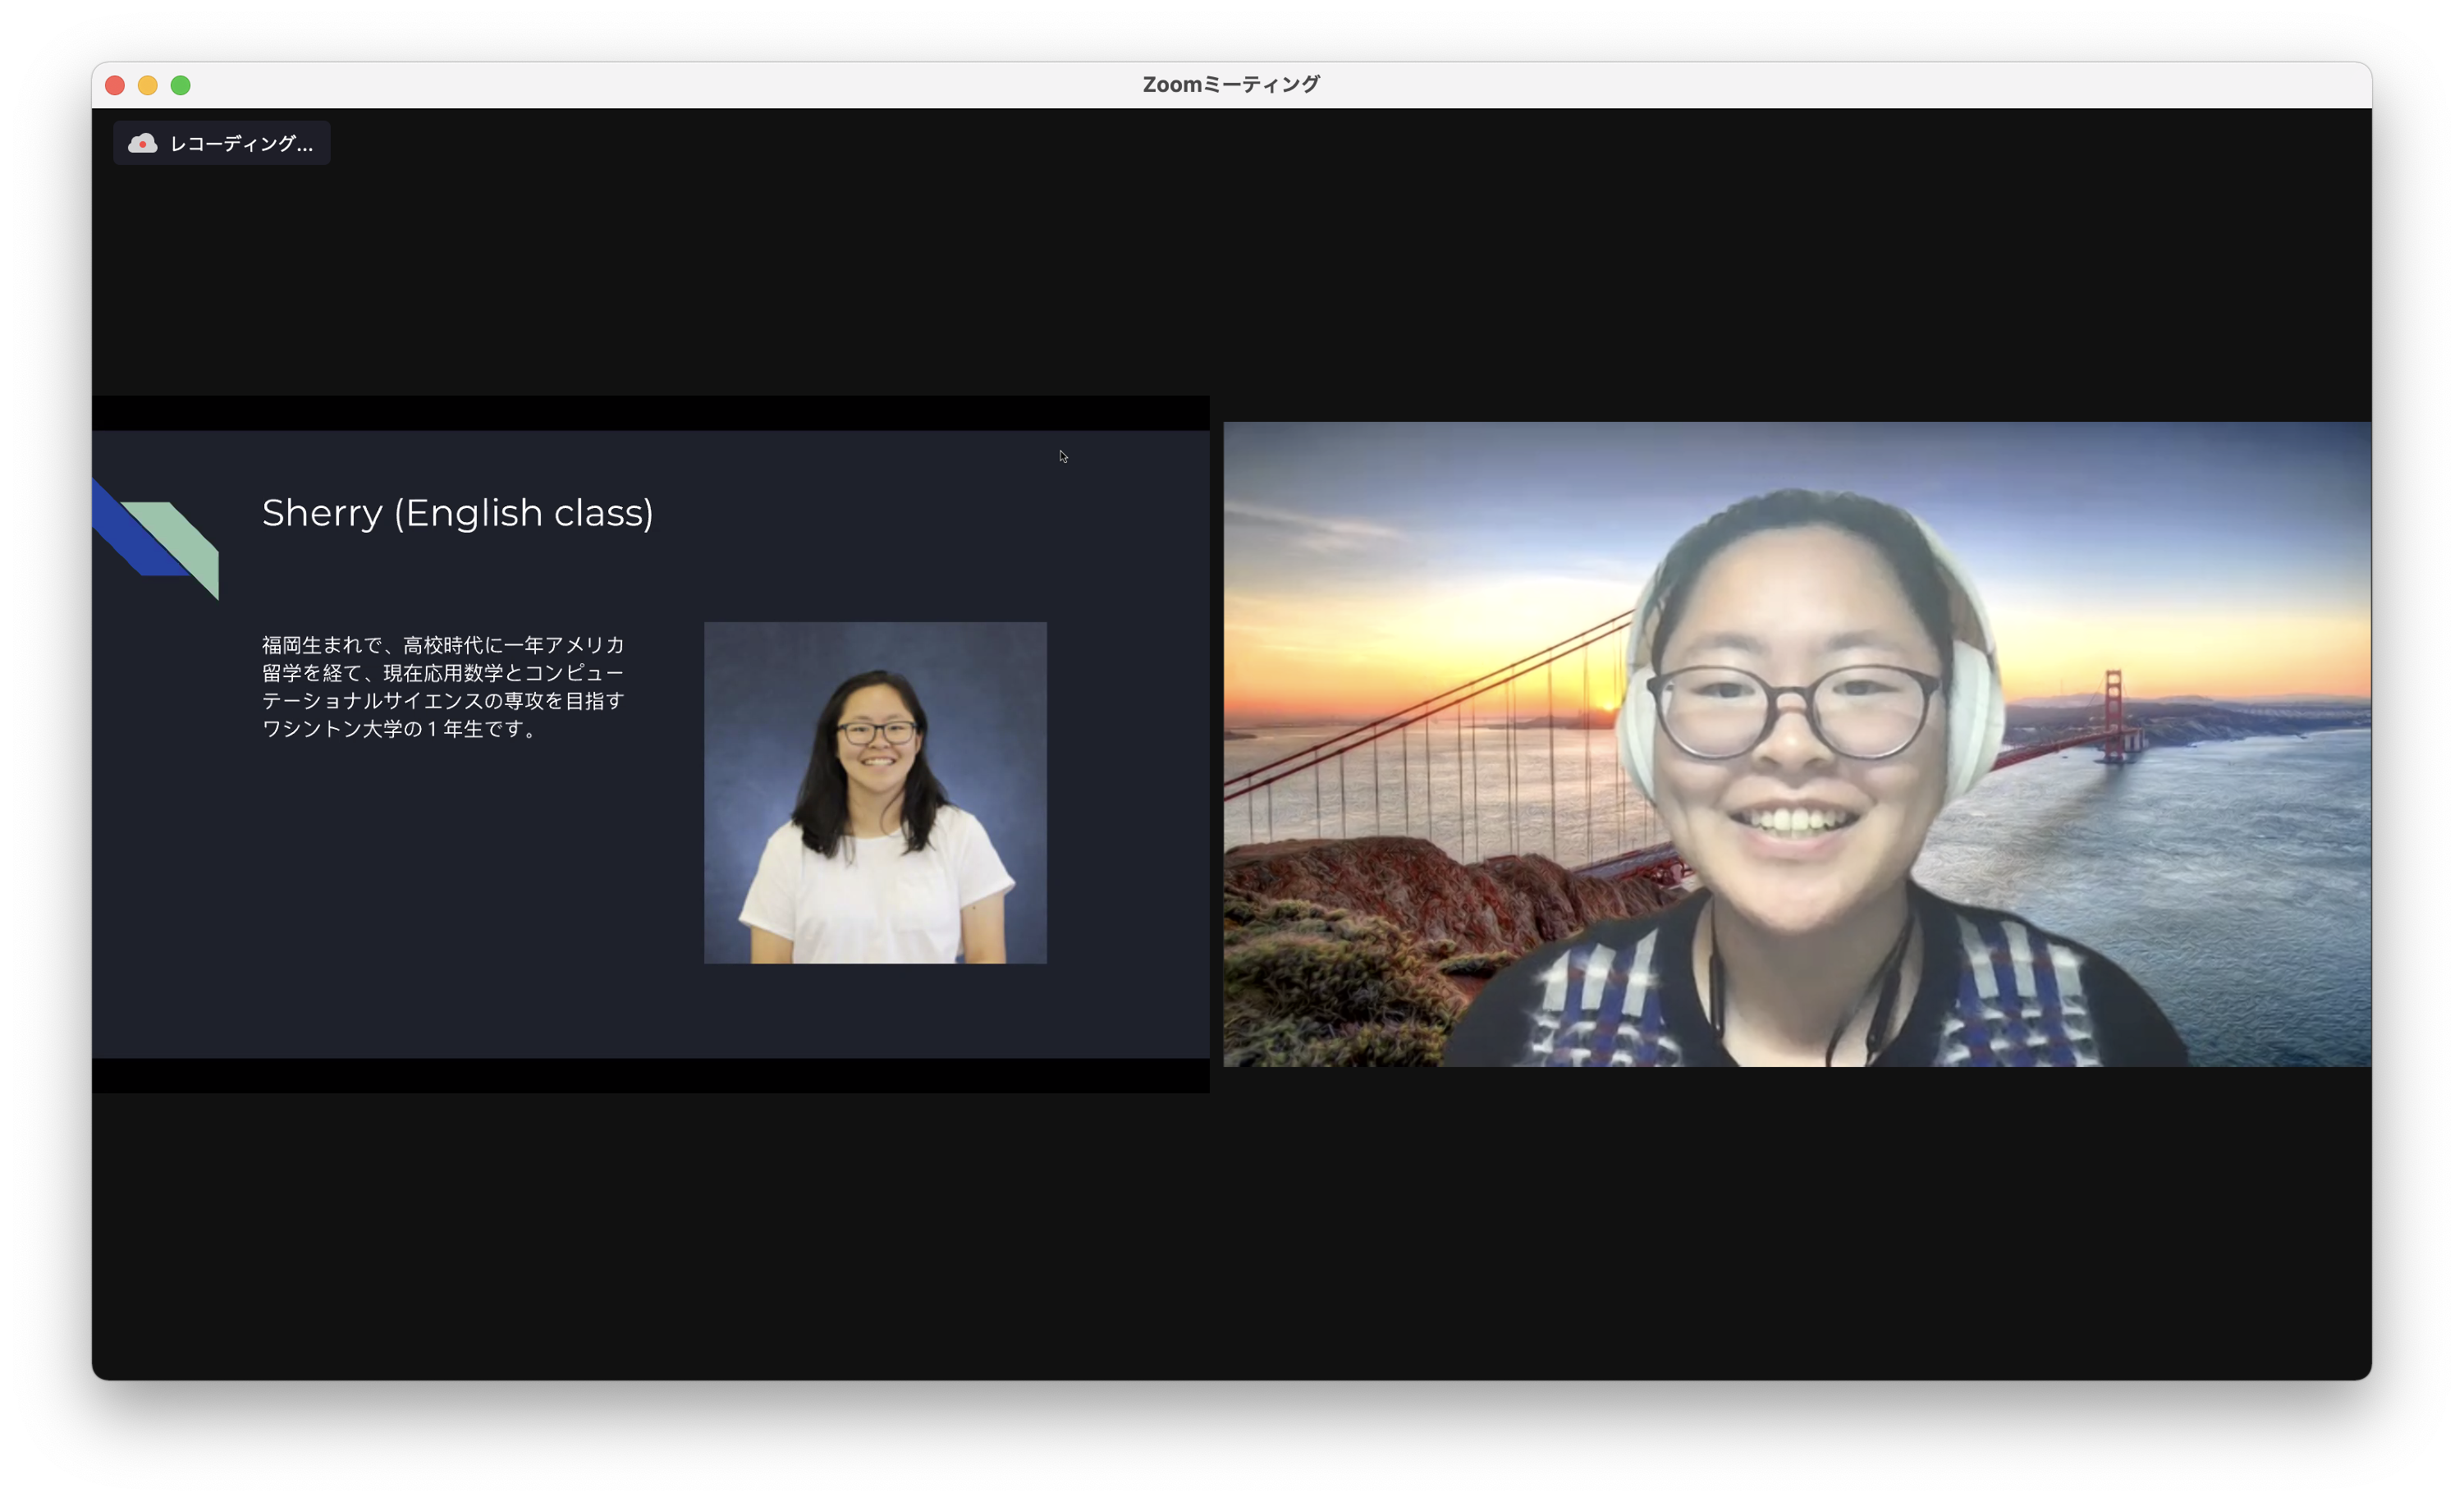 Zoomミーティング
レコーディング...
Sherry (English class)
福岡生まれで、高校時代に一年アメリカ
留学を経て、現在応用数学とコンピュー
テーショナルサイエンスの専攻を目指す
ワシントン大学の１年生です。